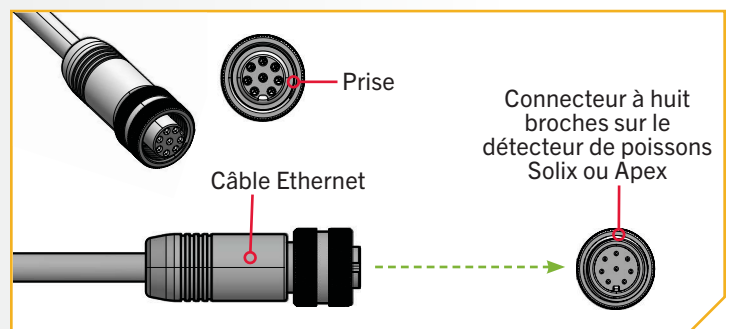 Prise
Connecteur à huit
broches sur le
détecteur de poissons
Solix ou Apex
Câble Ethernet